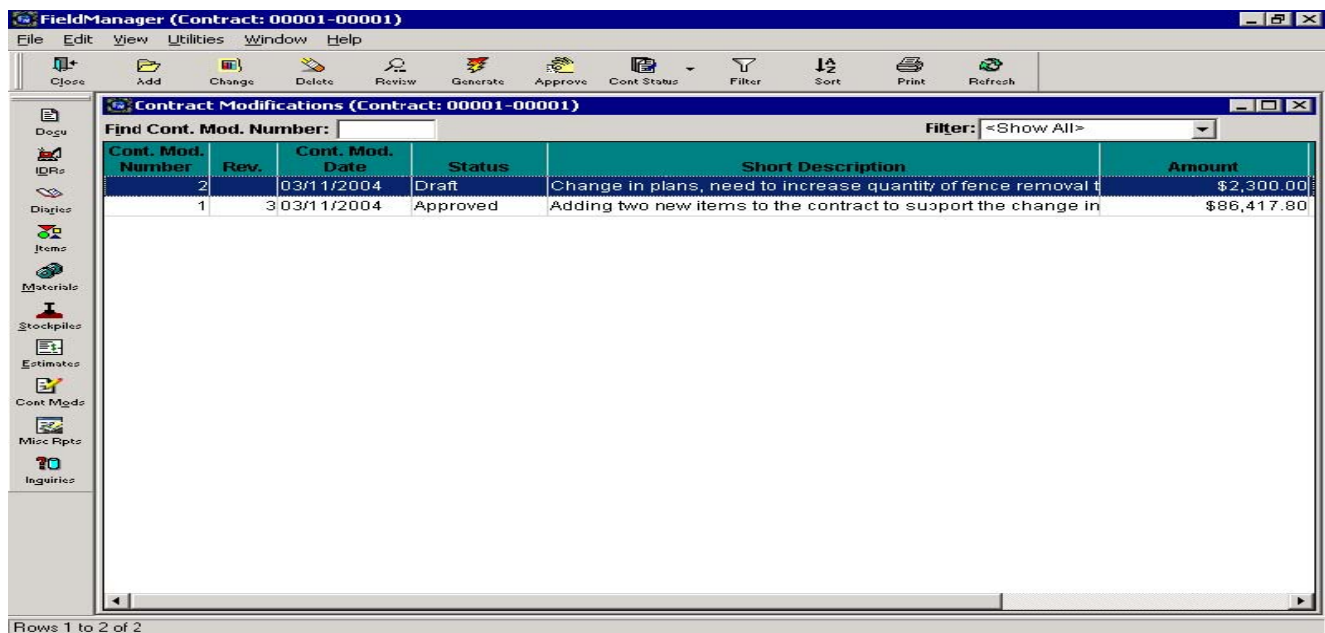 FieldManager (Contract: 00001-00001)
File Edit View Utilities Window Help
Close Add Change Delete Review Generate Approve Cont Status Filter Sort Print Refresh
Contract Modifications (Contract: 00001-00001)
Find Cont. Mod. Number: Filter: <Show All>
Cont. Mod. Number Rev. Cont. Mod. Date Status Short Description Amount
2 03/11/2004 Draft Change in plans, need to increase quantity of fence removal t $2,300.00
1 3 03/11/2004 Approved Adding two new items to the contract to support the change in $86,417.80
Docu
IDRs
Diaries
Items
Materials
Stockpiles
Estimates
Cont Mods
Misc Rpts
Inquiries
Rows 1 to 2 of 2